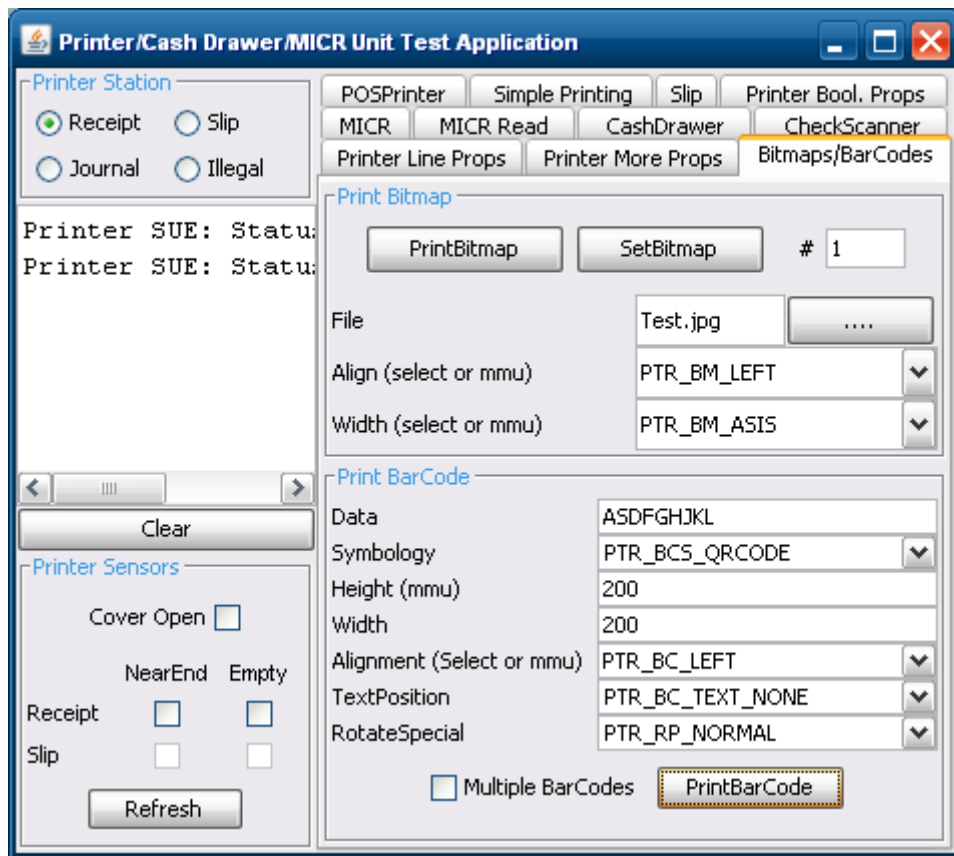 Printer/Cash Drawer/MICR Unit Test Application
Printer Station
Receipt Slip
Journal Illegal
Printer SUE: Statu
Printer SUE: Statu
Clear
Printer Sensors
Cover Open
NearEnd Empty
Receipt
Slip
Refresh
POSPrinter Simple Printing Slip Printer Bool. Props
MICR MICR Read CashDrawer CheckScanner
Printer Line Props Printer More Props Bitmaps/BarCodes
Print Bitmap
PrintBitmap SetBitmap # 1
File Test.jpg ....
Align (select or mmu) PTR_BM_LEFT
Width (select or mmu) PTR_BM_ASIS
Print BarCode
Data ASDFGHJKL
Symbology PTR_BCS_QRCODE
Height (mmu) 200
Width 200
Alignment (Select or mmu) PTR_BC_LEFT
TextPosition PTR_BC_TEXT_NONE
RotateSpecial PTR_RP_NORMAL
Multiple BarCodes PrintBarCode